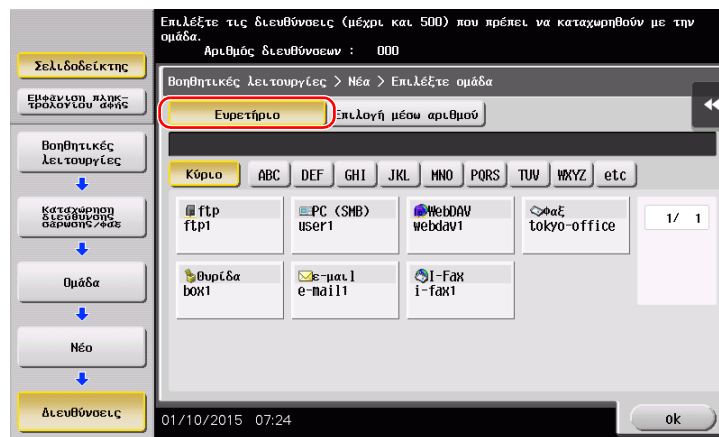 Επιλέξτε τις διευθύνσεις (μέχρι και 500) που πρέπει να καταχωρηθούν με την
ομάδα.
Αριθμός διευθύνσεων : 000
Σελιδοδείκτης
Εμφάνιση πληκ-
τρολογίου αφής
Βοηθητικές
λειτουργίες
Καταχώρηση
διεύθυνσης
σάρωσης/φαξ
Ομάδα
Νέο
Διευθύνσεις
Βοηθητικές λειτουργίες > Νέα > Επιλέξτε ομάδα
Ευρετήριο
Επιλογή μέσω αριθμού
Κύριο ABC DEF GHI JKL MNO PQRS TUV WXYZ etc
ftp
ftp1
PC (SMB)
user1
WebDAV
webdav1
Φαξ
tokyo-office
1/ 1
Θυρίδα
box1
e-μαιl
e-mail1
I-Fax
i-fax1
01/10/2015 07:24
ok